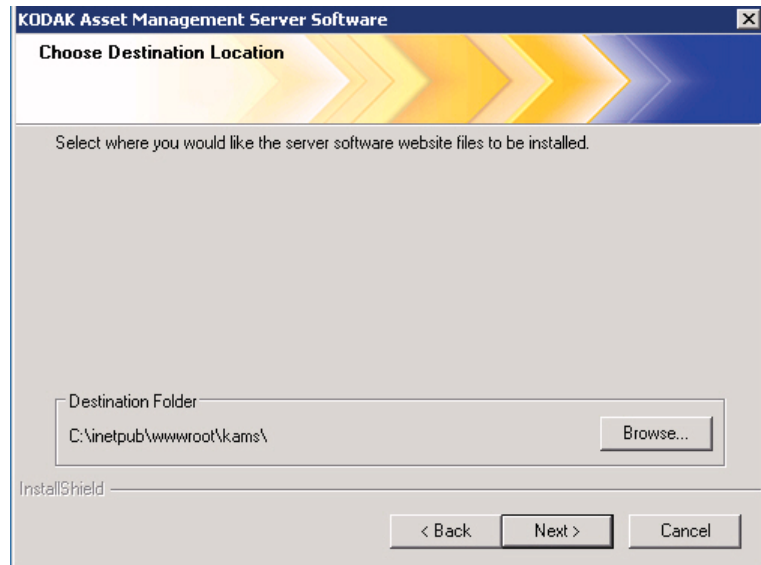 KODAK Asset Management Server Software
Choose Destination Location
Select where you would like the server software website files to be installed.
Destination Folder
C:\inetpub\wwwroot\kams\
Browse...
InstallShield
< Back
Next >
Cancel